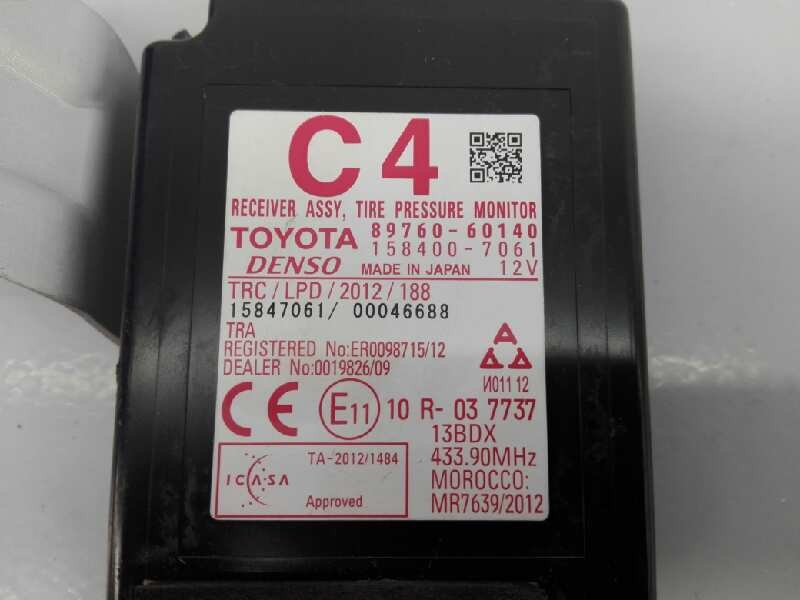 C4
RECEIVER ASSY, TIRE PRESSURE MONITOR
TOYOTA 89760-60140
158400-7061
DENSO MADE IN JAPAN 12V
TRC/LPD/2012/188
15847061/ 00046688
TRA
REGISTERED No:ER0098715/12
DEALER No:0019826/09
И011 12
CE E11 10 R- 03 7737
13BDX
433.90MHz
MOROCCO:
MR7639/2012
TA-2012/1484
ICASA
Approved